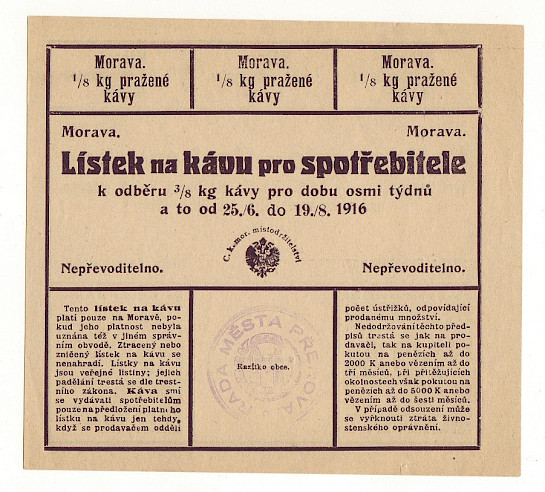 Morava.
1/8 kg pražené
kávy
Morava.
1/8 kg pražené
kávy
Morava.
1/8 kg pražené
kávy
Morava. Morava.
Lístek na kávu pro spotřebitele
k odběru 3/8 kg kávy pro dobu osmi týdnů
a to od 25./6. do 19./8. 1916
C. k. mor. místodržitelství
Nepřevoditelno. Nepřevoditelno.
Tento lístek na kávu
platí pouze na Moravě, po-
kud jeho platnost nebyla
uznána též v jiném správ-
ním obvodě. Ztracený nebo
zničený lístek na kávu se
nenahradí. Lístky na kávu
jsou veřejné listiny; jejich
padělání trestá se dle trest-
ního zákona. Káva smí
se vydávati spotřebitelům
pouze na předložení platného
lístku na kávu jen tehdy,
když se prodavačem oddělí
RADA MĚSTA PŘEROVA
Razítko obce.
počet ústřižků, odpovídající
prodanému množství.
Nedodržování těchto před-
pisů trestá se jak na pro-
davači, tak na kupiteli po-
kutou na penězích až do
2000 K anebo vězením až do
tří měsíců, při přitěžujících
okolnostech však pokutou na
penězích až do 5000 K anebo
vězením až do šesti měsíců.
V případě odsouzení může
se vyřknouti ztráta živno-
stenského oprávnění.